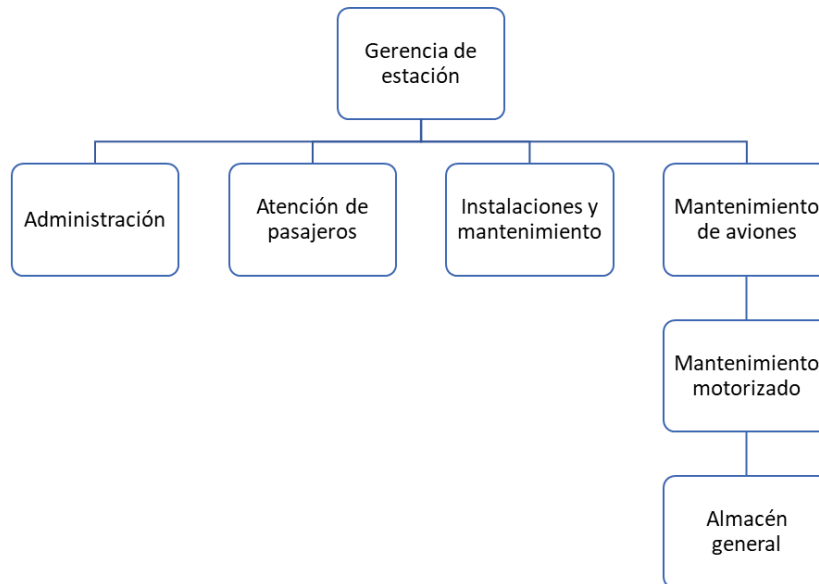 Gerencia de
estación
Administración
Atención de
pasajeros
Instalaciones y
mantenimiento
Mantenimiento
de aviones
Mantenimiento
motorizado
Almacén
general